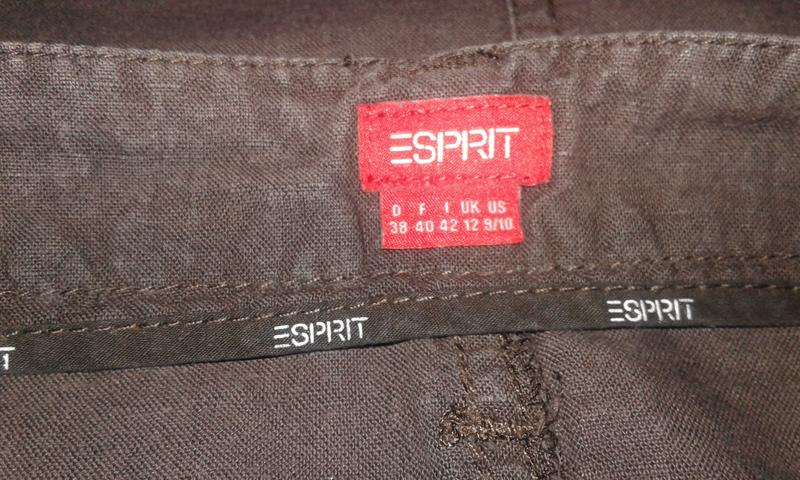 ESPRIT
D F I UK US
38 40 42 12 9/10
ESPRIT
ESPRIT